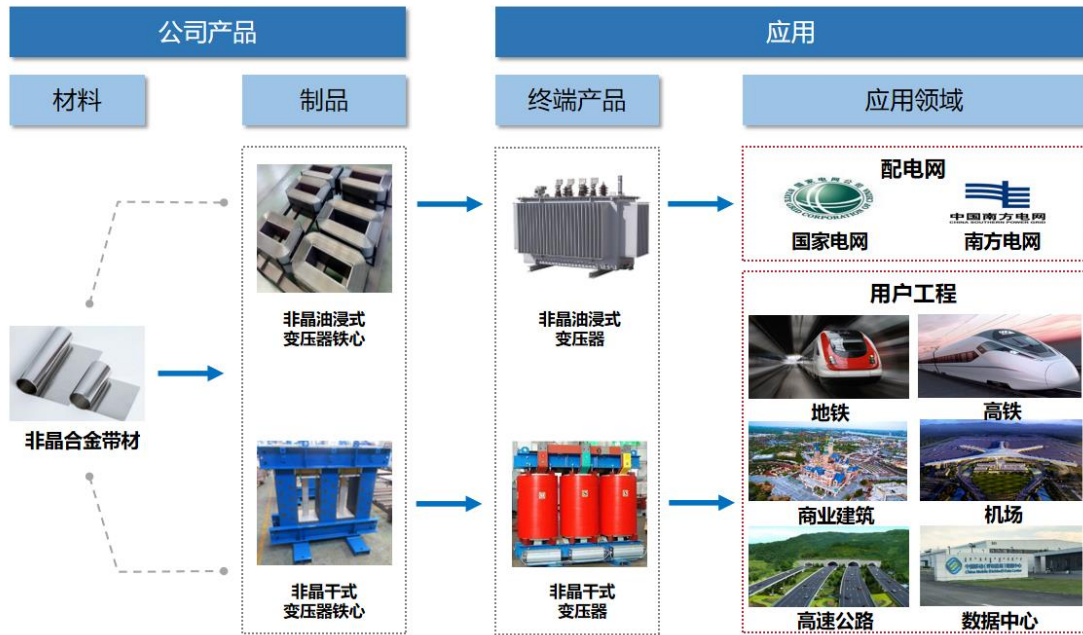 公司产品
应用
材料
制品
终端产品
应用领域
配电网
国家电网
中国南方电网
CHINA SOUTHERN POWER GRID
南方电网
用户工程
非晶油浸式
变压器铁心
非晶油浸式
变压器
地铁
高铁
非晶合金带材
商业建筑
机场
非晶干式
变压器铁心
非晶干式
变压器
高速公路
数据中心